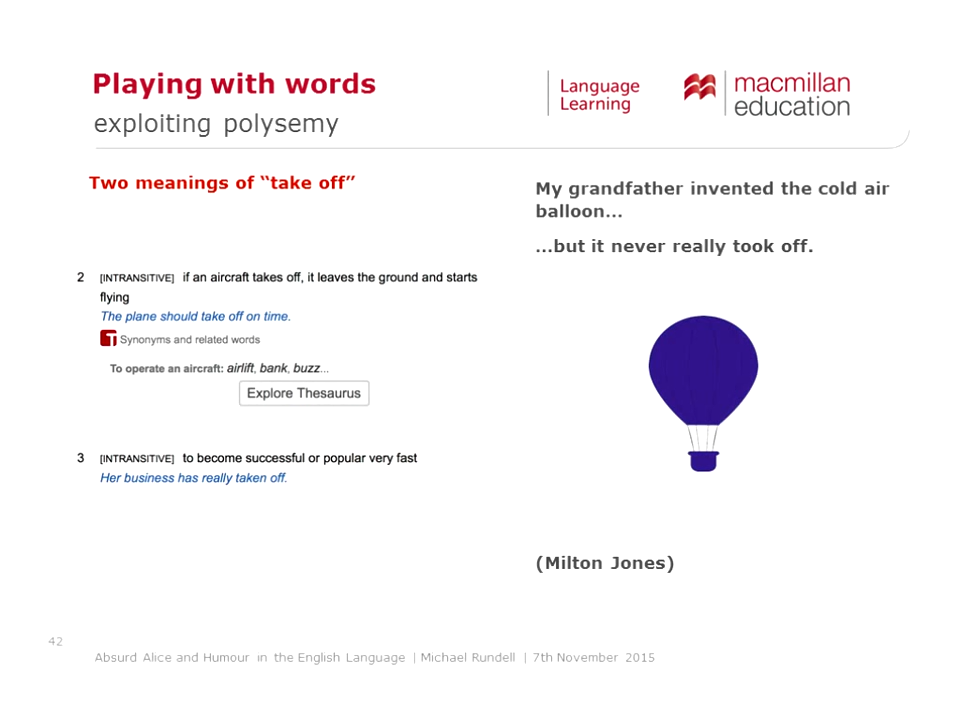 Playing with words
exploiting polysemy
Language
Learning
macmillan
education
Two meanings of “take off”
2 [INTRANSITIVE] if an aircraft takes off, it leaves the ground and starts
flying
The plane should take off on time.
T Synonyms and related words
To operate an aircraft: airlift, bank, buzz...
Explore Thesaurus
3 [INTRANSITIVE] to become successful or popular very fast
Her business has really taken off.
My grandfather invented the cold air
balloon...
...but it never really took off.
(Milton Jones)
42
Absurd Alice and Humour in the English Language | Michael Rundell | 7th November 2015